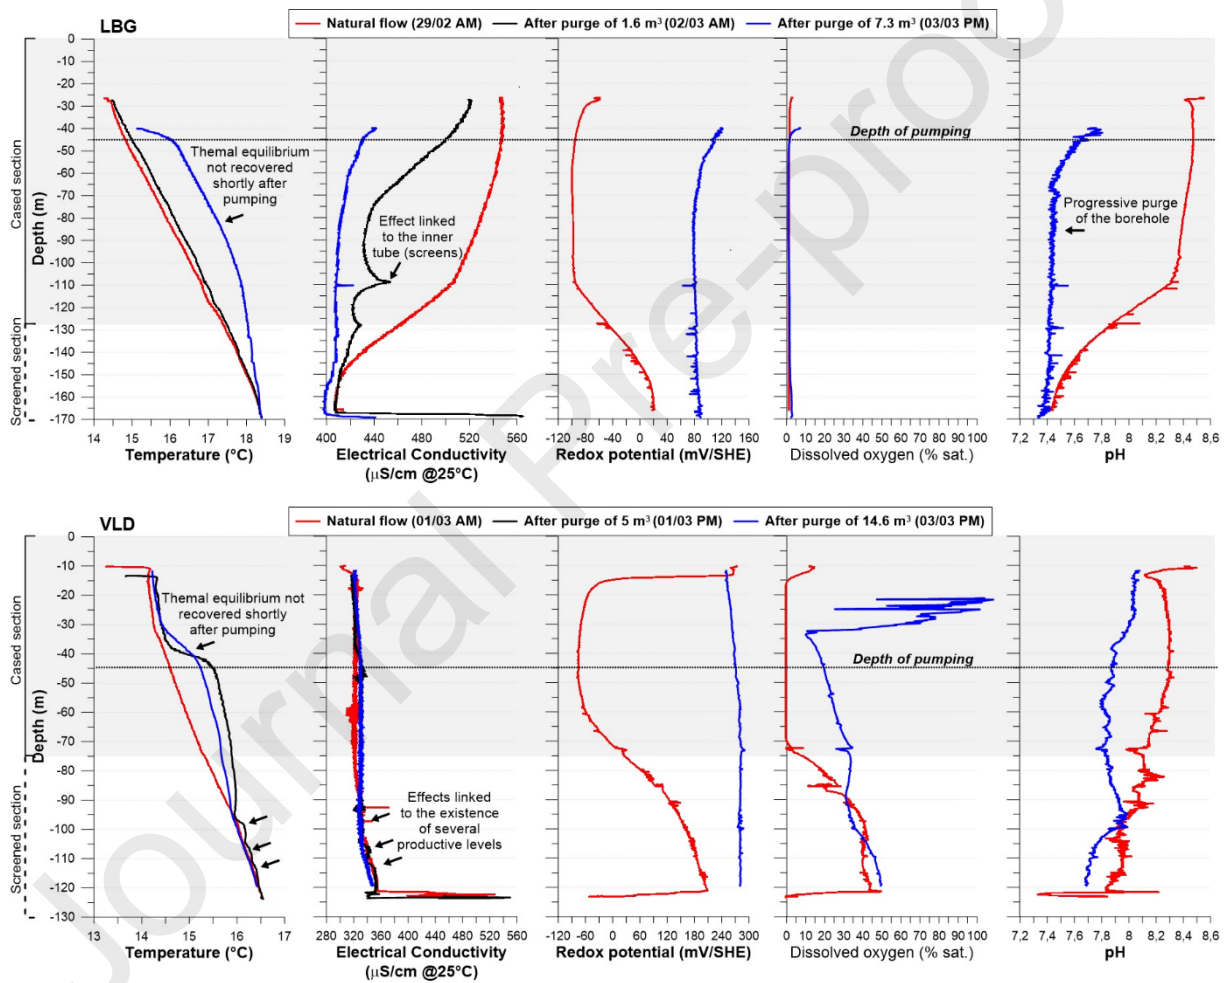 LBG
Natural flow (29/02 AM) After purge of 1.6 m³ (02/03 AM) After purge of 7.3 m³ (03/03 PM)
Cased section
Screened section
Depth (m)
0
-10
-20
-30
-40
-50
-60
-70
-80
-90
-100
-110
-120
-130
-140
-150
-160
-170
Themal equilibrium
not recovered
shortly after
pumping
Effect linked
to the inner
tube (screens)
Depth of pumping
Progressive purge
of the borehole
14 15 16 17 18 19
Temperature (°C)
400 440 480 520 560
Electrical Conductivity
(µS/cm @25°C)
-120 -80 -40 0 40 80 120 160
Redox potential (mV/SHE)
0 10 20 30 40 50 60 70 80 90 100
Dissolved oxygen (% sat.)
7,2 7,4 7,6 7,8 8 8,2 8,4 8,6
pH
VLD
Natural flow (01/03 AM) After purge of 5 m³ (01/03 PM) After purge of 14.6 m³ (03/03 PM)
Cased section
Screened section
Depth (m)
0
-10
-20
-30
-40
-50
-60
-70
-80
-90
-100
-110
-120
-130
Themal equilibrium not
recovered shortly
after pumping
Effects linked
to the existence
of several
productive levels
Depth of pumping
13 14 15 16 17
Temperature (°C)
280 320 360 400 440 480 520 560
Electrical Conductivity
(µS/cm @25°C)
-120 -60 0 60 120 180 240 300
Redox potential (mV/SHE)
0 10 20 30 40 50 60 70 80 90 100
Dissolved oxygen (% sat.)
7,2 7,4 7,6 7,8 8 8,2 8,4 8,6
pH
Journal Pre-proo